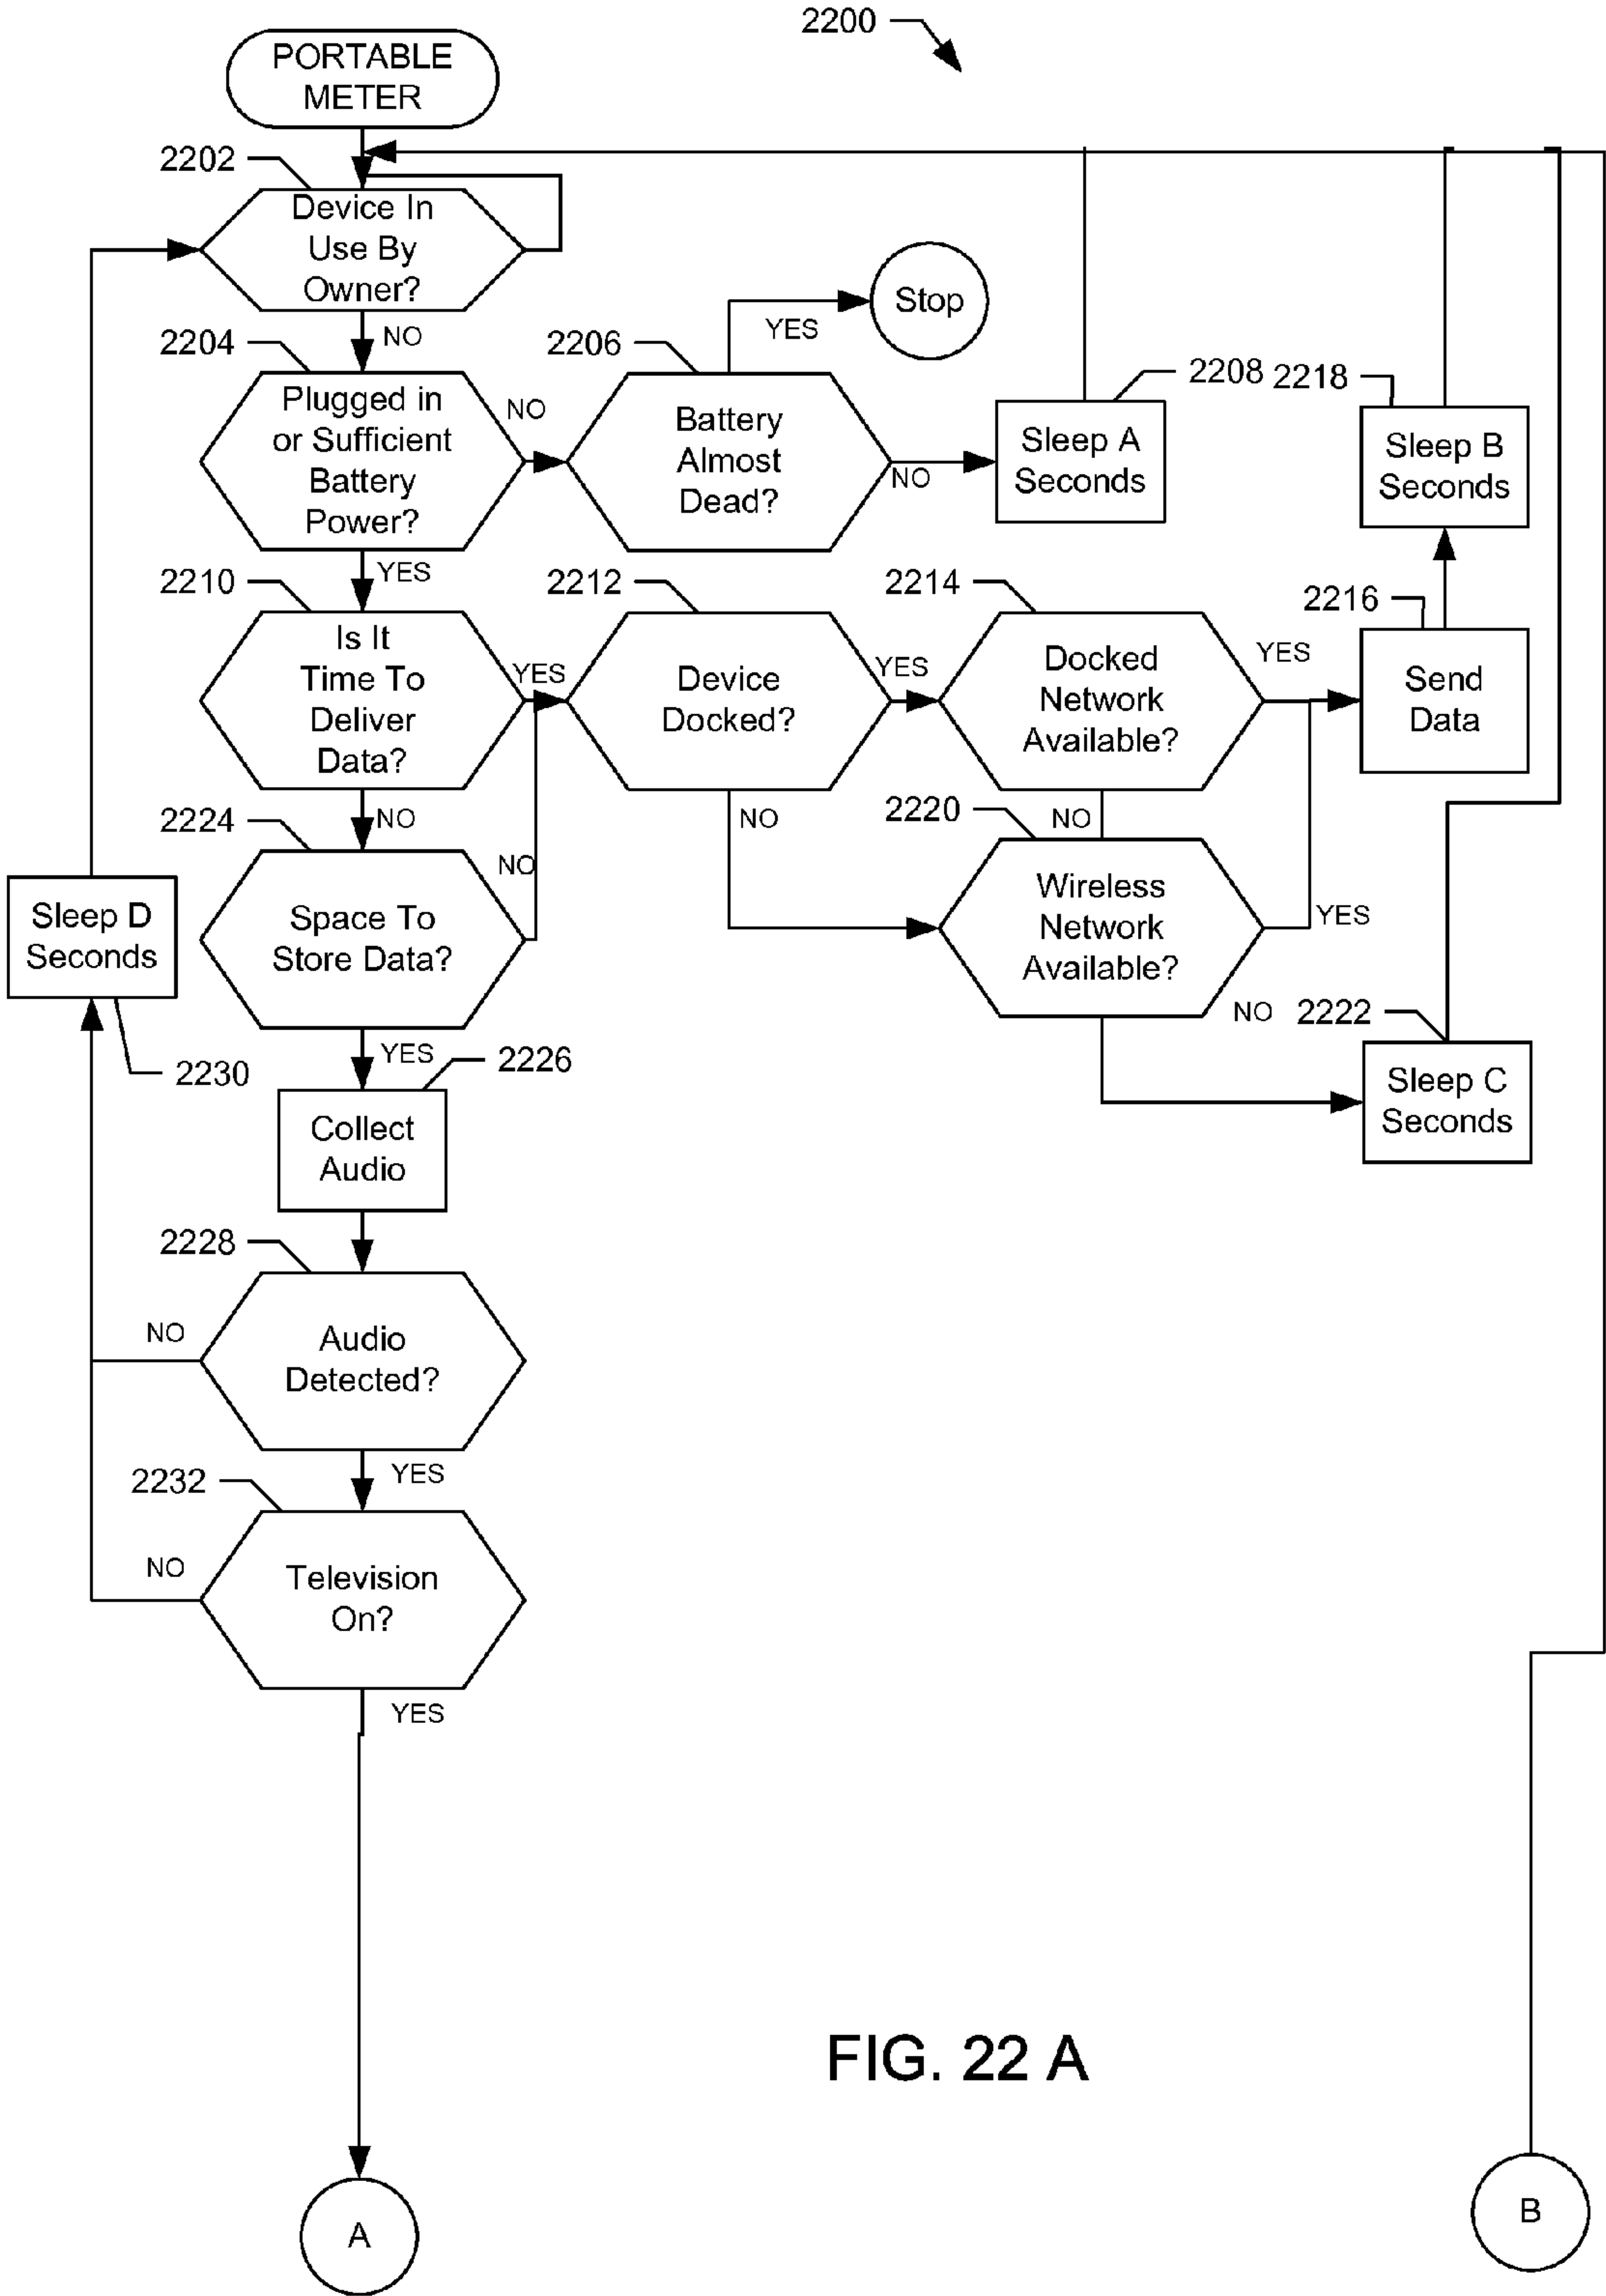 2200
PORTABLE
METER
2202
Device In
Use By
Owner?
NO
YES
Stop
2204
Plugged in
or Sufficient
Battery
Power?
NO
2206
Battery
Almost
Dead?
NO
2208
Sleep A
Seconds
2218
Sleep B
Seconds
YES
2210
Is It
Time To
Deliver
Data?
YES
2212
Device
Docked?
YES
2214
Docked
Network
Available?
YES
2216
Send
Data
NO
NO
NO
2224
Space To
Store Data?
NO
2220
Wireless
Network
Available?
YES
NO
2222
Sleep C
Seconds
Sleep D
Seconds
2230
YES
2226
Collect
Audio
2228
Audio
Detected?
NO
YES
2232
Television
On?
NO
YES
FIG. 22 A
A
B